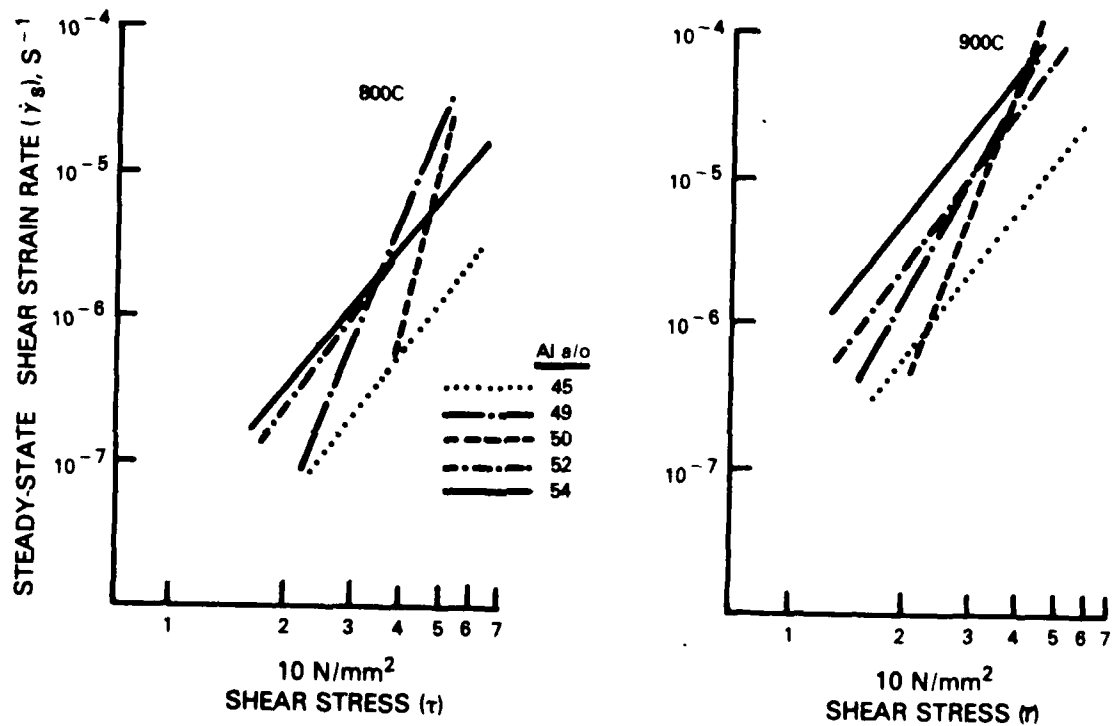 STEADY-STATE SHEAR STRAIN RATE (γ̇s), S⁻¹
10⁻⁴
10⁻⁵
10⁻⁶
10⁻⁷
800C
1 2 3 4 5 6 7
10 N/mm²
SHEAR STRESS (τ)
Al a/o
45
49
50
52
54
10⁻⁴
10⁻⁵
10⁻⁶
10⁻⁷
900C
1 2 3 4 5 6 7
10 N/mm²
SHEAR STRESS (τ)